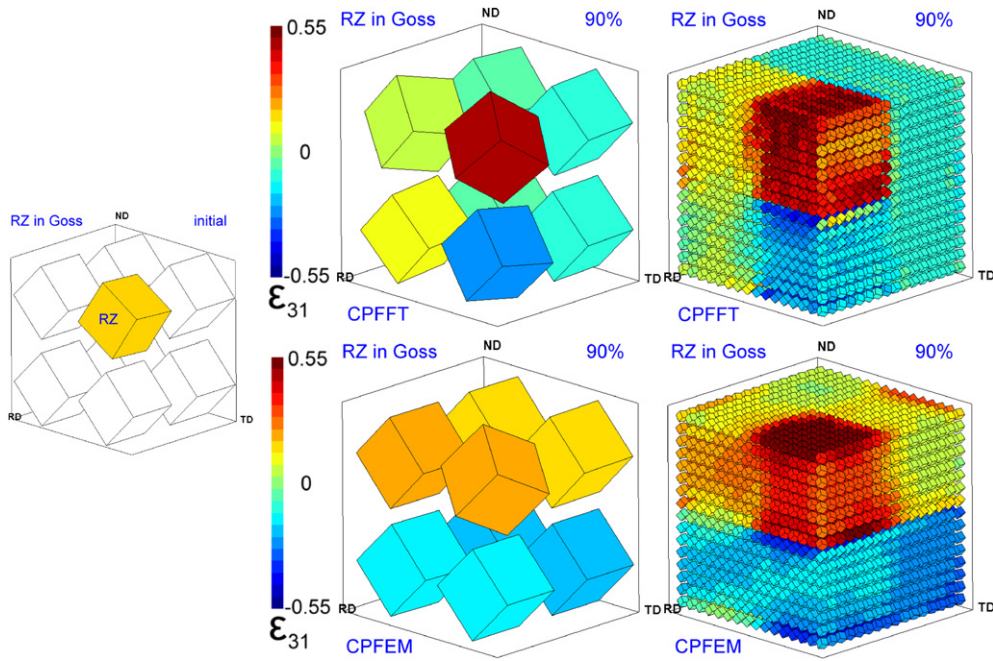 RZ in Goss
initial
ND
RZ
RD
TD
0.55
0
-0.55
ε31
RZ in Goss
ND
90%
RD
TD
CPFFT
RZ in Goss
ND
90%
RD
TD
CPFFT
0.55
0
-0.55
ε31
RZ in Goss
ND
90%
RD
TD
CPFEM
RZ in Goss
ND
90%
RD
TD
CPFEM